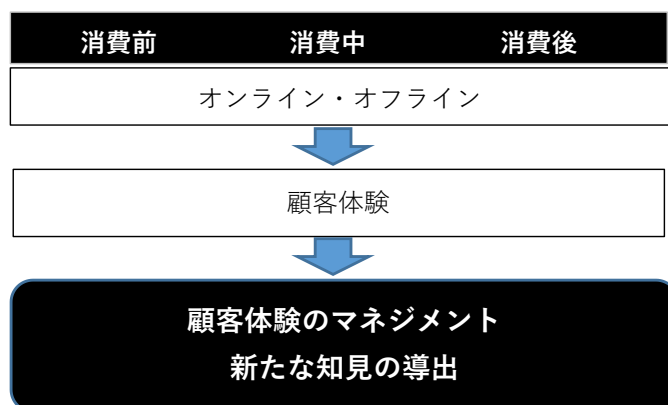 消費前 消費中 消費後
オンライン・オフライン
顧客体験
顧客体験のマネジメント
新たな知見の導出